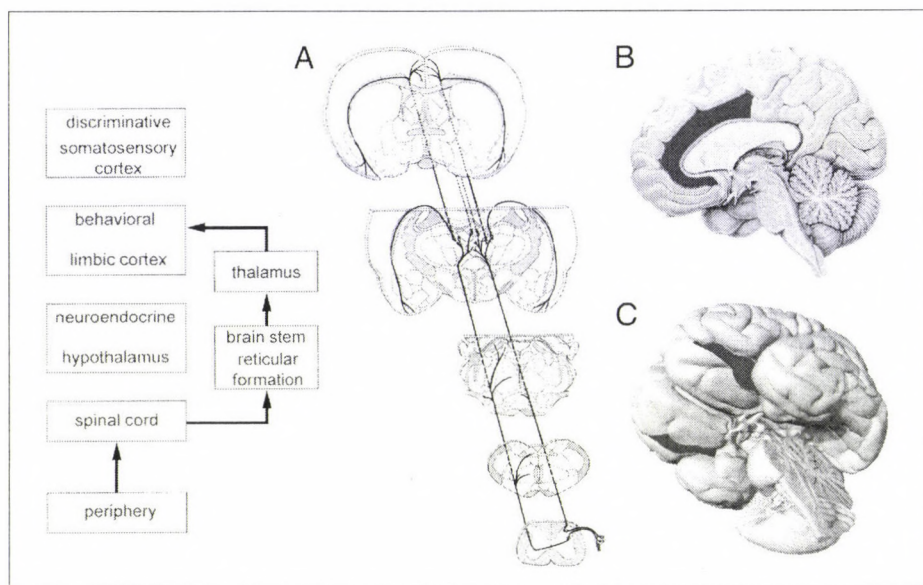 A
B
discriminative
somatosensory
cortex
behavioral
limbic cortex
thalamus
neuroendocrine
hypothalamus
brain stem
reticular
formation
C
spinal cord
periphery